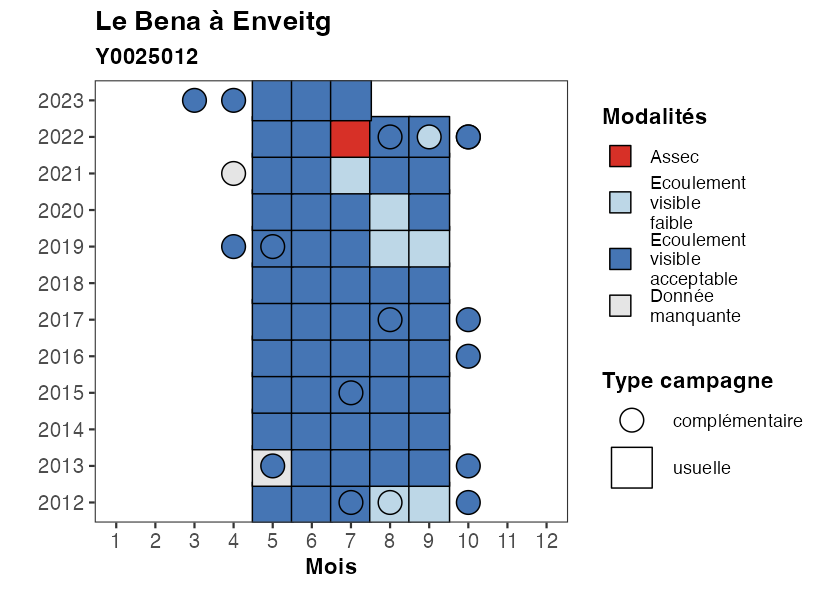 Le Bena à Enveitg
Y0025012
2023
2022
2021
2020
2019
2018
2017
2016
2015
2014
2013
2012
1 2 3 4 5 6 7 8 9 10 11 12
Mois
Modalités
Assec
Ecoulement
visible
faible
Ecoulement
visible
acceptable
Donnée
manquante
Type campagne
complémentaire
usuelle